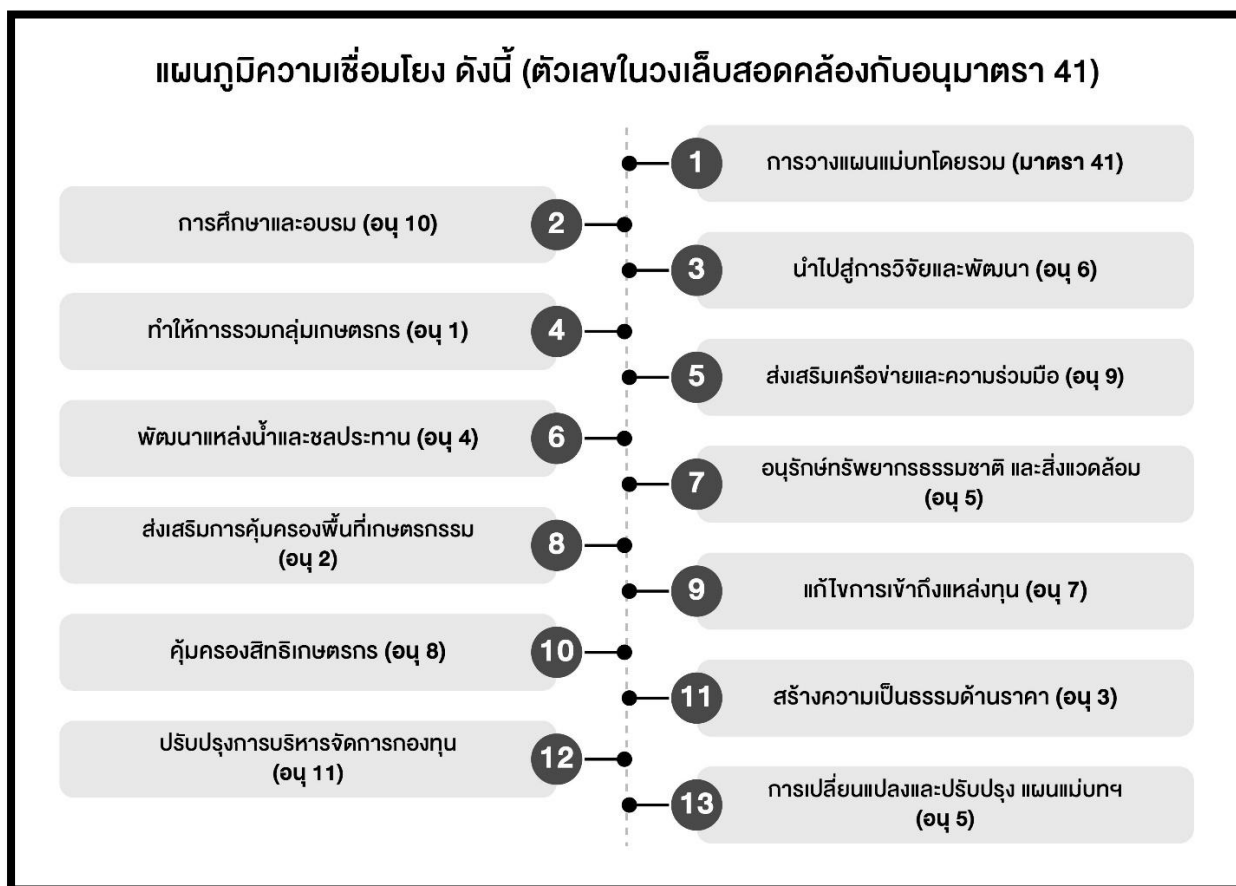 แผนภูมิความเชื่อมโยง ดังนี้ (ตัวเลขในวงเล็บสอดคล้องกับอนุมาตรา 41)
1
การวางแผนแม่บทโดยรวม (มาตรา 41)
การศึกษาและอบรม (อนุ 10)
2
3
นำไปสู่การวิจัยและพัฒนา (อนุ 6)
ทำให้การรวมกลุ่มเกษตรกร (อนุ 1)
4
5
ส่งเสริมเครือข่ายและความร่วมมือ (อนุ 9)
พัฒนาแหล่งน้ำและชลประทาน (อนุ 4)
6
7
อนุรักษ์ทรัพยากรธรรมชาติ และสิ่งแวดล้อม
(อนุ 5)
ส่งเสริมการคุ้มครองพื้นที่เกษตรกรรม
(อนุ 2)
8
9
แก้ไขการเข้าถึงแหล่งทุน (อนุ 7)
คุ้มครองสิทธิเกษตรกร (อนุ 8)
10
11
สร้างความเป็นธรรมด้านราคา (อนุ 3)
ปรับปรุงการบริหารจัดการกองทุน
(อนุ 11)
12
13
การเปลี่ยนแปลงและปรับปรุง แผนแม่บทฯ
(อนุ 5)